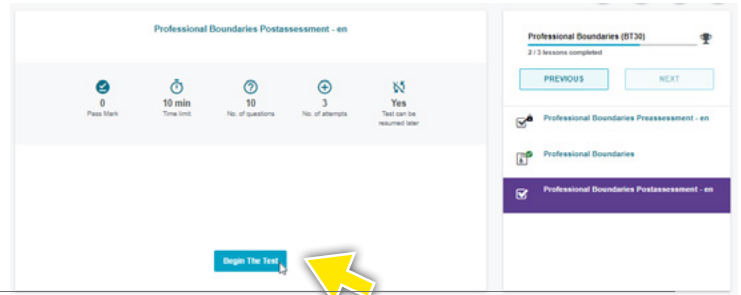 Professional Boundaries Postassessment - en
0
Pass Mark
10 min
Time limit
10
No. of questions
3
No. of attempts
Yes
Test can be
resumed later
Begin The Test
Professional Boundaries (BT30)
2 / 3 lessons completed
PREVIOUS
NEXT
Professional Boundaries Preassessment - en
Professional Boundaries
Professional Boundaries Postassessment - en